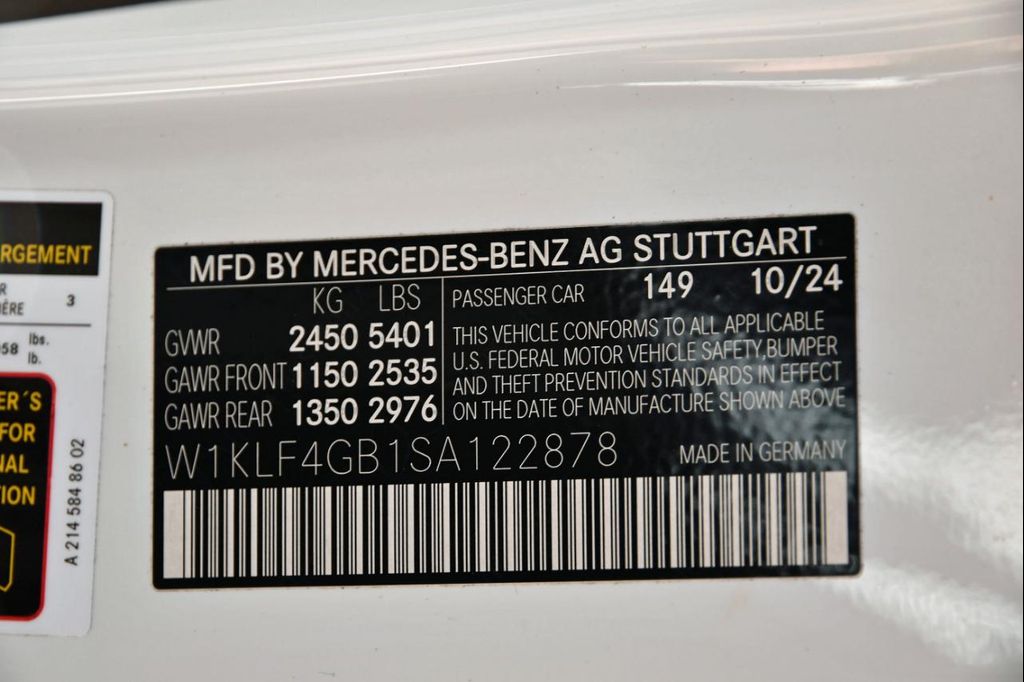 RGEMENT
3
lbs.
lb.
ER´S
FOR
NAL
ION
A 214 584 86 02
MFD BY MERCEDES-BENZ AG STUTTGART
KG LBS
GVWR 2450 5401
GAWR FRONT 1150 2535
GAWR REAR 1350 2976
PASSENGER CAR 149 10/24
THIS VEHICLE CONFORMS TO ALL APPLICABLE
U.S. FEDERAL MOTOR VEHICLE SAFETY,BUMPER
AND THEFT PREVENTION STANDARDS IN EFFECT
ON THE DATE OF MANUFACTURE SHOWN ABOVE
W1KLF4GB1SA122878
MADE IN GERMANY